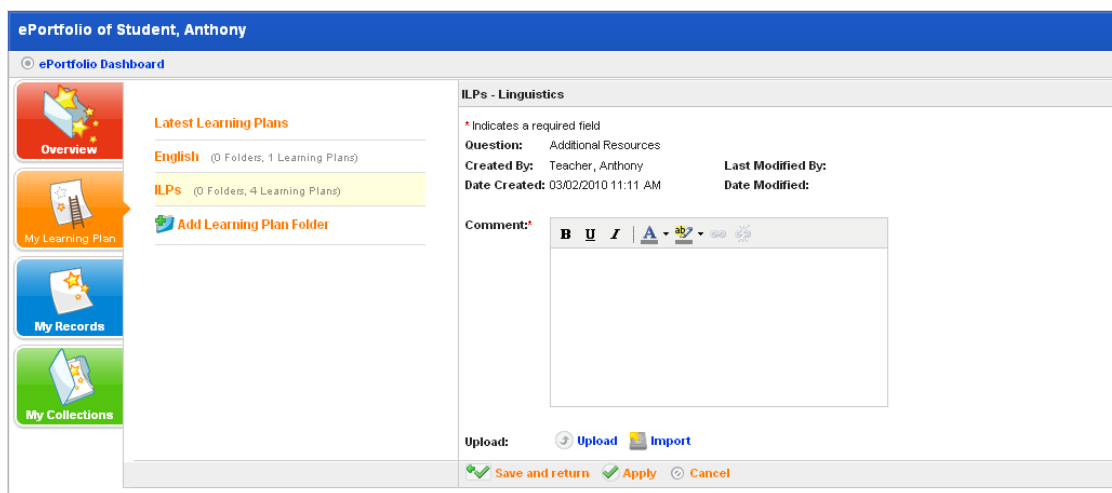 ePortfolio of Student, Anthony
ePortfolio Dashboard
Overview
My Learning Plan
My Records
My Collections
Latest Learning Plans
English (0 Folders, 1 Learning Plans)
ILPs (0 Folders, 4 Learning Plans)
Add Learning Plan Folder
ILPs - Linguistics
* Indicates a required field
Question: Additional Resources
Created By: Teacher, Anthony Last Modified By:
Date Created: 03/02/2010 11:11 AM Date Modified:
Comment:*
B U I A ab
Upload: Upload Import
Save and return Apply Cancel